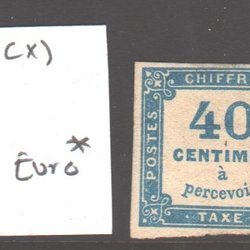 (X)
Euro*
CHIFFR
POSTES
40
CENTIM
à
percevoi
TAXE